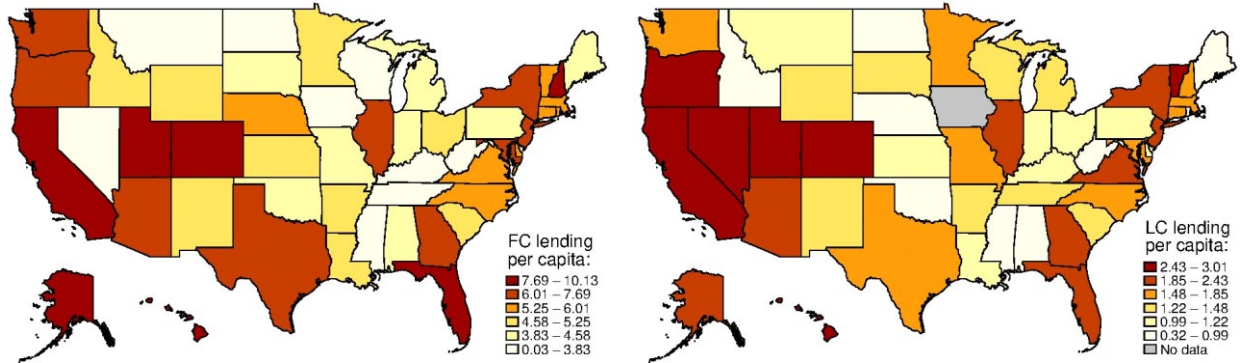 FC lending
per capita:
7.69 – 10.13
6.01 – 7.69
5.25 – 6.01
4.58 – 5.25
3.83 – 4.58
0.03 – 3.83
LC lending
per capita:
2.43 – 3.01
1.85 – 2.43
1.48 – 1.85
1.22 – 1.48
0.99 – 1.22
0.32 – 0.99
No data